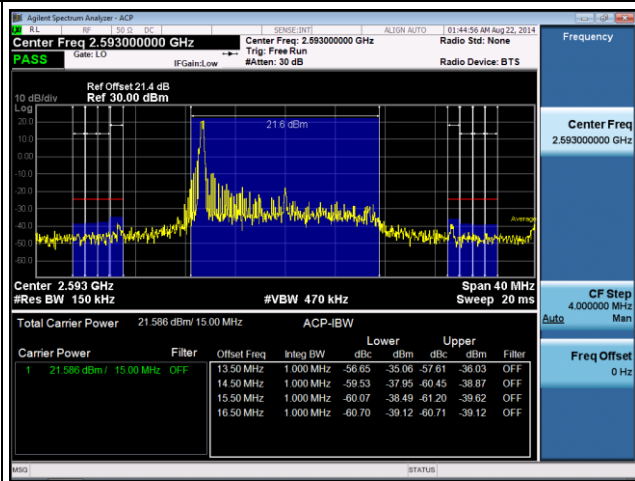 Agilent Spectrum Analyzer - ACP
RL RF 50 Ω DC SENSE:INT ALIGN AUTO 01:44:56 AM Aug 22, 2014
Center Freq 2.593000000 GHz Center Freq: 2.593000000 GHz Radio Std: None Frequency
PASS Gate: LO IFGain:Low Trig: Free Run
#Atten: 30 dB Radio Device: BTS
Ref Offset 21.4 dB
10 dB/div Ref 30.00 dBm
Log
20.0
21.6 dBm
10.0
0.00
-10.0
-20.0
-30.0
-40.0
-50.0
-60.0
Average
Center Freq
2.593000000 GHz
Center 2.593 GHz Span 40 MHz
#Res BW 150 kHz #VBW 470 kHz Sweep 20 ms
CF Step
4.000000 MHz
Auto Man
Total Carrier Power 21.586 dBm/ 15.00 MHz ACP-IBW
Lower Upper
Carrier Power Filter Offset Freq Integ BW dBc dBm dBc dBm Filter
1 21.586 dBm / 15.00 MHz OFF 13.50 MHz 1.000 MHz -56.65 -35.06 -57.61 -36.03 OFF
14.50 MHz 1.000 MHz -59.53 -37.95 -60.45 -38.87 OFF
15.50 MHz 1.000 MHz -60.07 -38.49 -61.20 -39.62 OFF
16.50 MHz 1.000 MHz -60.70 -39.12 -60.71 -39.12 OFF
Freq Offset
0 Hz
MSG STATUS